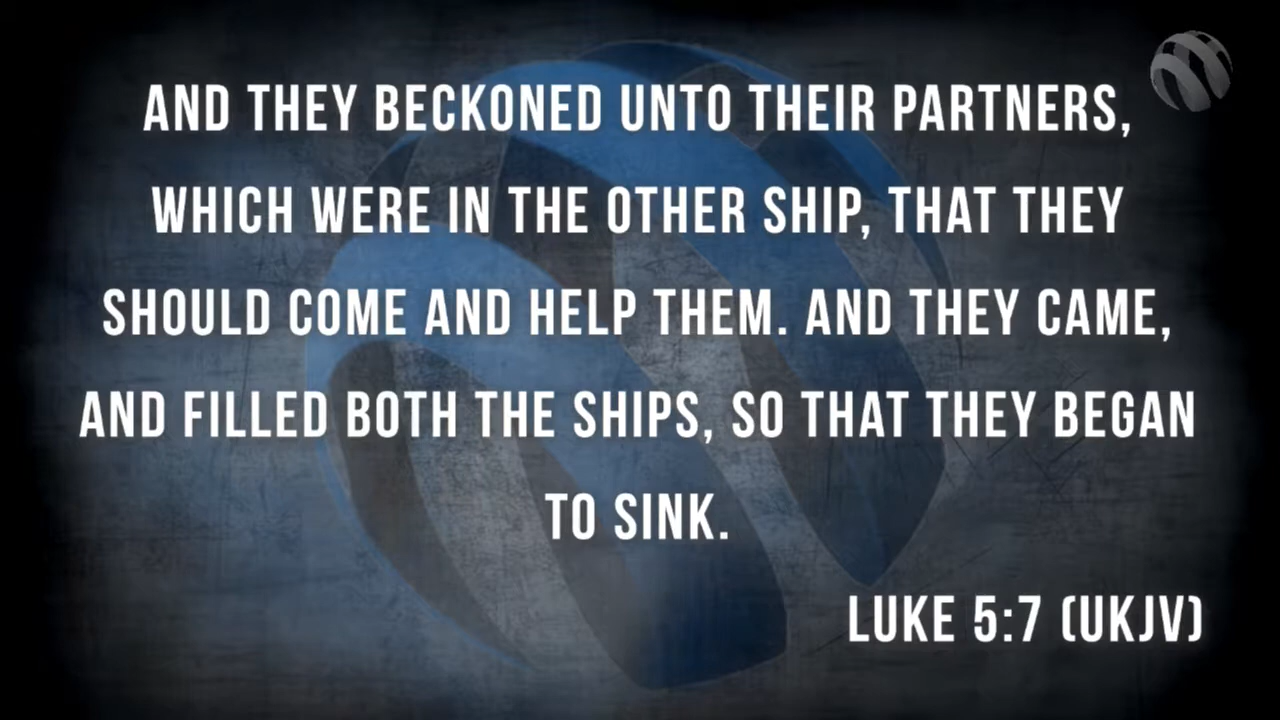 AND THEY BECKONED UNTO THEIR PARTNERS,
WHICH WERE IN THE OTHER SHIP, THAT THEY
SHOULD COME AND HELP THEM. AND THEY CAME,
AND FILLED BOTH THE SHIPS, SO THAT THEY BEGAN
TO SINK.
LUKE 5:7 (UKJV)